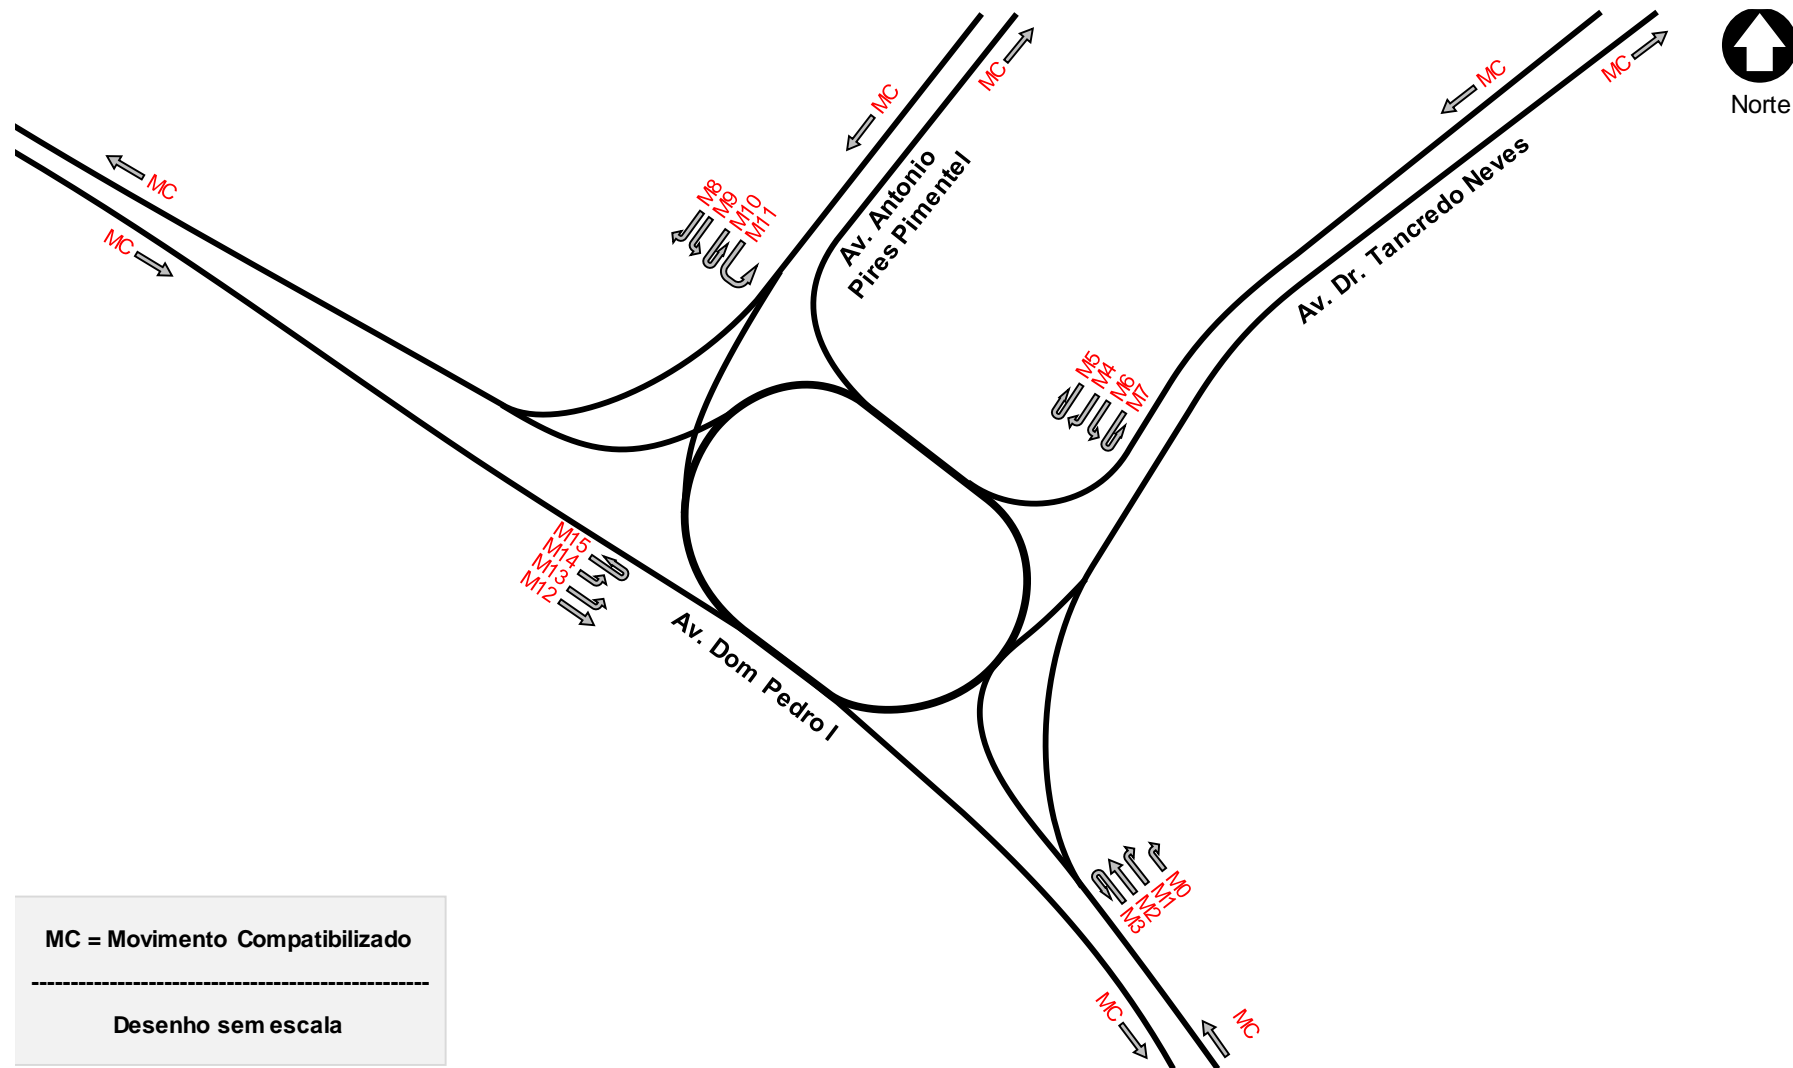 MC
MC
MC
MC
Norte
MC
MC
M8
M9
M10
M11
Av. Antonio
Pires Pimentel
Av. Dr. Tancredo Neves
M5
M4
M6
M7
M15
M14
M13
M12
Av. Dom Pedro I
M0
M1
M2
M3
MC
MC
MC = Movimento Compatibilizado
--------------------------------------------------
Desenho sem escala